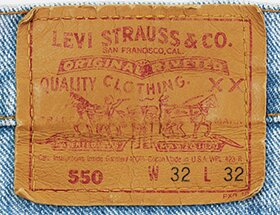 LEVI STRAUSS & CO.
SAN FRANCISCO, CAL
ORIGINAL RIVETED
QUALITY CLOTHING.
XX
550 W 32 L 32